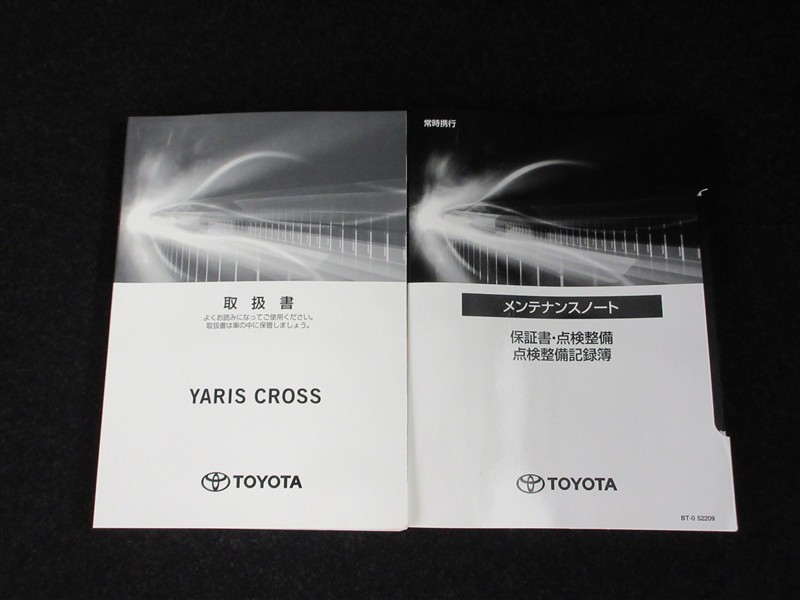 取扱書
よくお読みになってご使用ください。
取扱書は車の中に保管しましょう。
YARIS CROSS
TOYOTA
常時携行
メンテナンスノート
保証書・点検整備
点検整備記録簿
TOYOTA
BT-0 52209